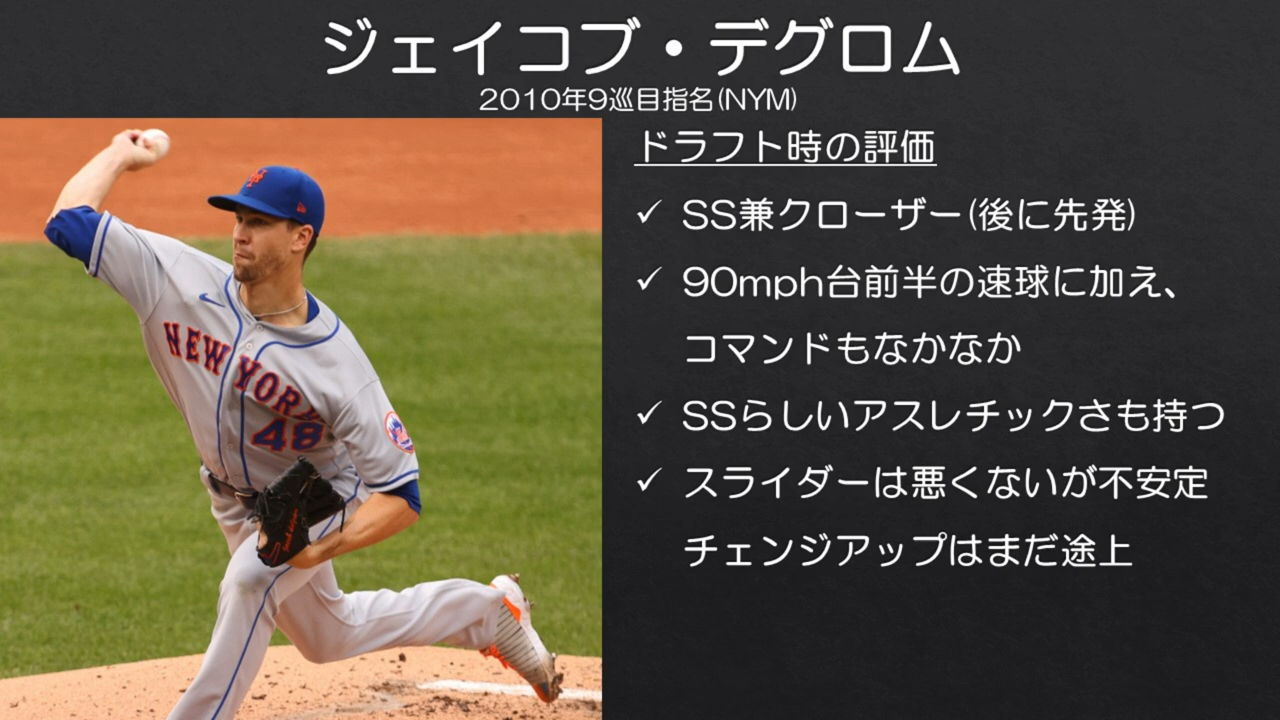 ジェイコブ・デグロム
2010年9巡目指名(NYM)
ドラフト時の評価
✓ SS兼クローザー(後に先発)
✓ 90mph台前半の速球に加え、
コマンドもなかなか
✓ SSらしいアスレチックさも持つ
✓ スライダーは悪くないが不安定
チェンジアップはまだ途上
NY
NEW YORK
48